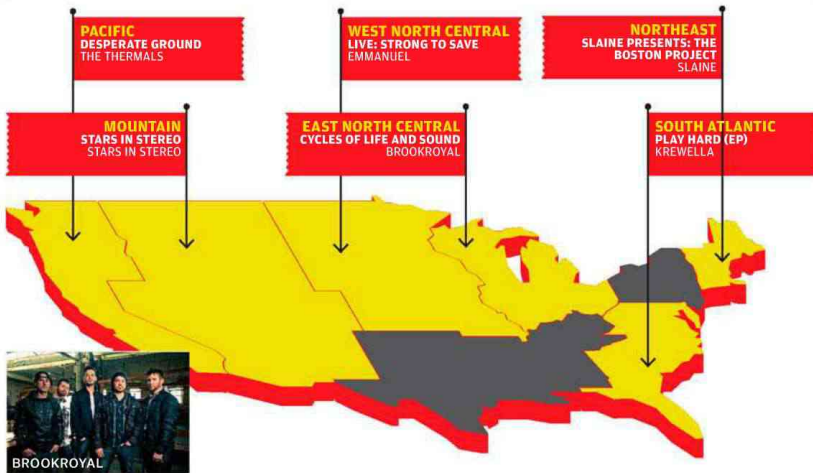 PACIFIC
DESPERATE GROUND
THE THERMALS
WEST NORTH CENTRAL
LIVE: STRONG TO SAVE
EMMANUEL
NORTHEAST
SLAINE PRESENTS: THE
BOSTON PROJECT
SLAINE
MOUNTAIN
STARS IN STEREO
STARS IN STEREO
EAST NORTH CENTRAL
CYCLES OF LIFE AND SOUND
BROOKROYAL
SOUTH ATLANTIC
PLAY HARD (EP)
KREWELLA
BROOKROYAL